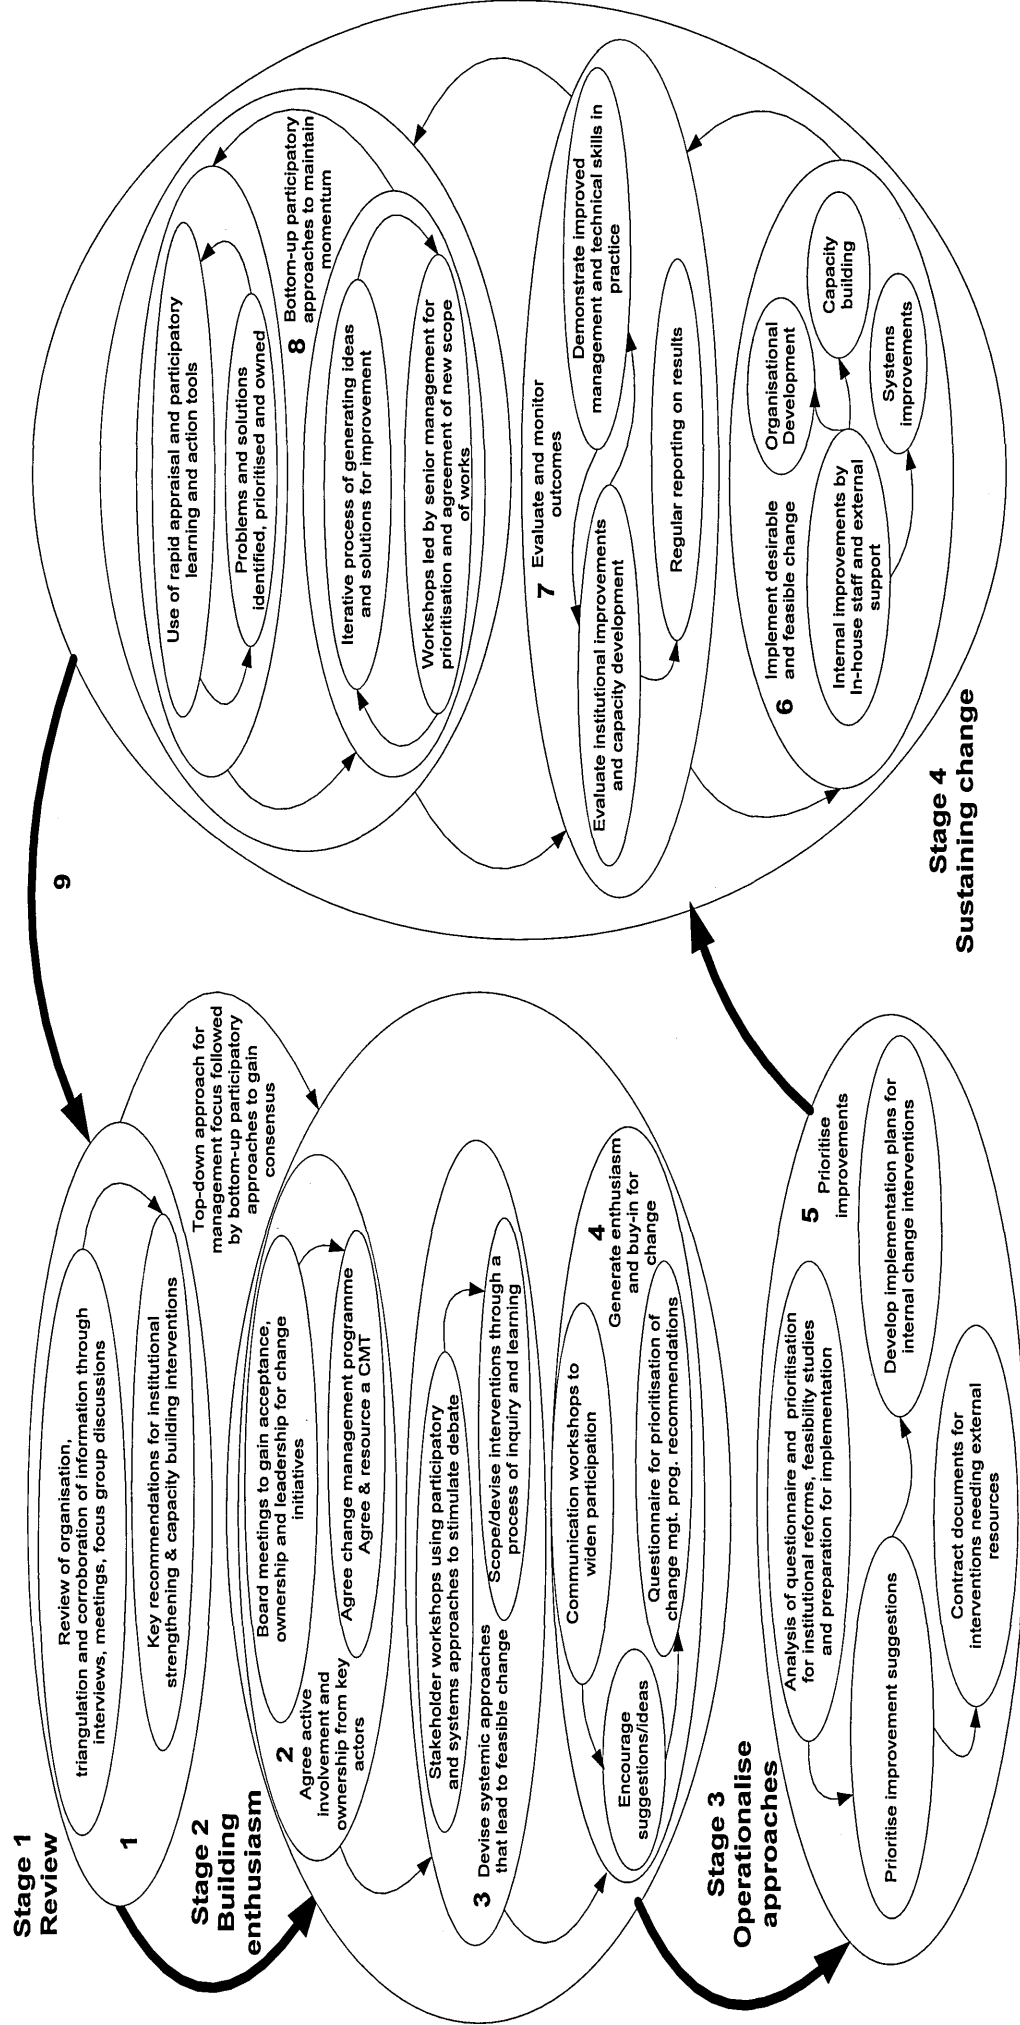 Stage 1
Review
Review of organisation,
triangulation and corroboration of information through
interviews, meetings, focus group discussions
Key recommendations for institutional
strengthening & capacity building interventions
1
Top-down approach for
management focus followed
by bottom-up participatory
approaches to gain
consensus
Stage 2
Building
enthusiasm
Board meetings to gain acceptance,
ownership and leadership for change
initiatives
Agree change management programme
Agree & resource a CMT
2
Agree active
involvement and
ownership from key
actors
Stakeholder workshops using participatory
and systems approaches to stimulate debate
Scope/devise interventions through a
process of inquiry and learning
3 Devise systemic approaches
that lead to feasible change
Communication workshops to
widen participation
4
Generate enthusiasm
and buy-in for
change
Encourage
suggestions/ideas
Questionnaire for prioritisation of
change mgt. prog. recommendations
Stage 3
Operationalise
approaches
Analysis of questionnaire and prioritisation
for institutional reforms, feasibility studies
and preparation for implementation
5 Prioritise
improvements
Prioritise improvement suggestions
Develop implementation plans for
internal change interventions
Contract documents for
interventions needing external
resources
9
Use of rapid appraisal and participatory
learning and action tools
Problems and solutions
identified, prioritised and owned
8
Bottom-up participatory
approaches to maintain
momentum
Iterative process of generating ideas
and solutions for improvement
Workshops led by senior management for
prioritisation and agreement of new scope
of works
7 Evaluate and monitor
outcomes
Evaluate institutional improvements
and capacity development
Demonstrate improved
management and technical skills in
practice
Regular reporting on results
6
Implement desirable
and feasible change
Organisational
Development
Internal improvements by
In-house staff and external
support
Capacity
building
Systems
improvements
Stage 4
Sustaining change